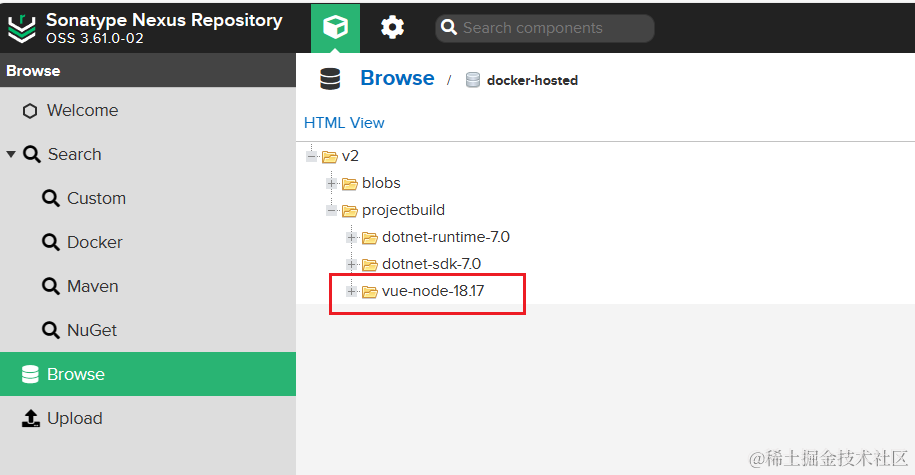 Sonatype Nexus Repository
OSS 3.61.0-02
Search components
Browse
Welcome
Search
Custom
Docker
Maven
NuGet
Browse
Upload
Browse / docker-hosted
HTML View
v2
blobs
projectbuild
dotnet-runtime-7.0
dotnet-sdk-7.0
vue-node-18.17
@稀土掘金技术社区